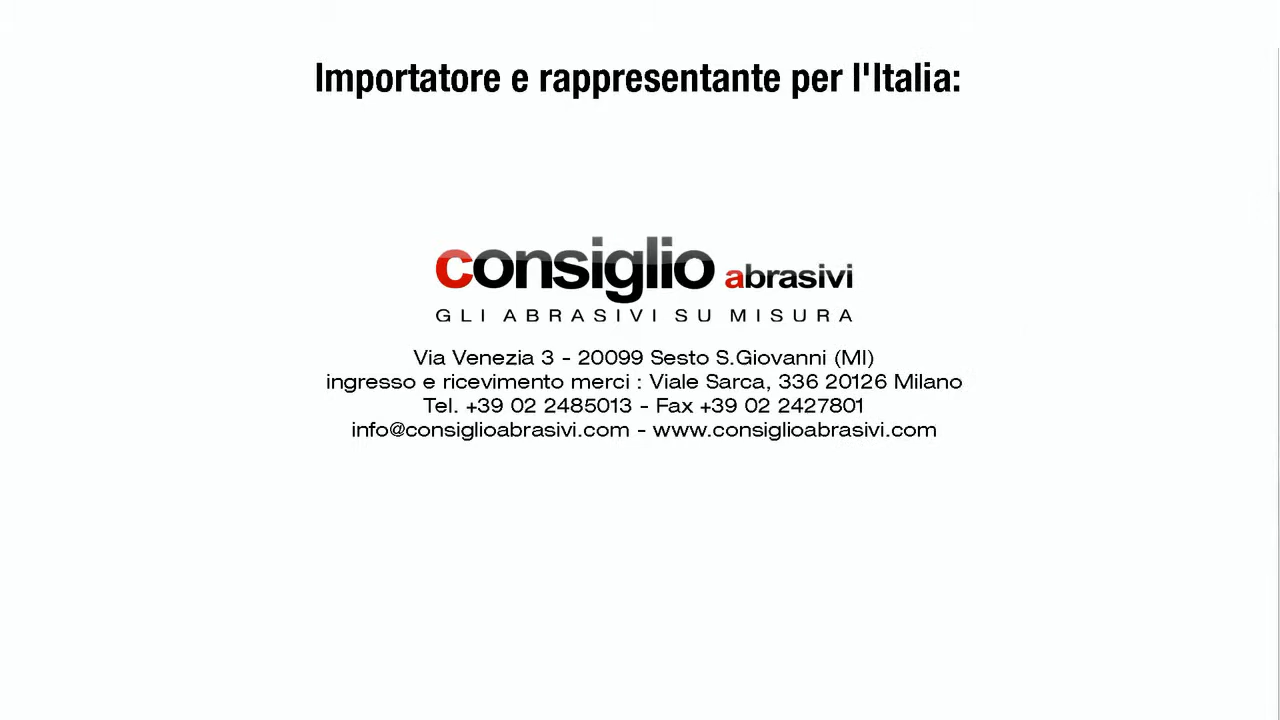 Importatore e rappresentante per l'Italia:
consiglio abrasivi
GLI ABRASIVI SU MISURA
Via Venezia 3 - 20099 Sesto S.Giovanni (MI)
ingresso e ricevimento merci : Viale Sarca, 336 20126 Milano
Tel. +39 02 2485013 - Fax +39 02 2427801
info@consiglioabrasivi.com - www.consiglioabrasivi.com